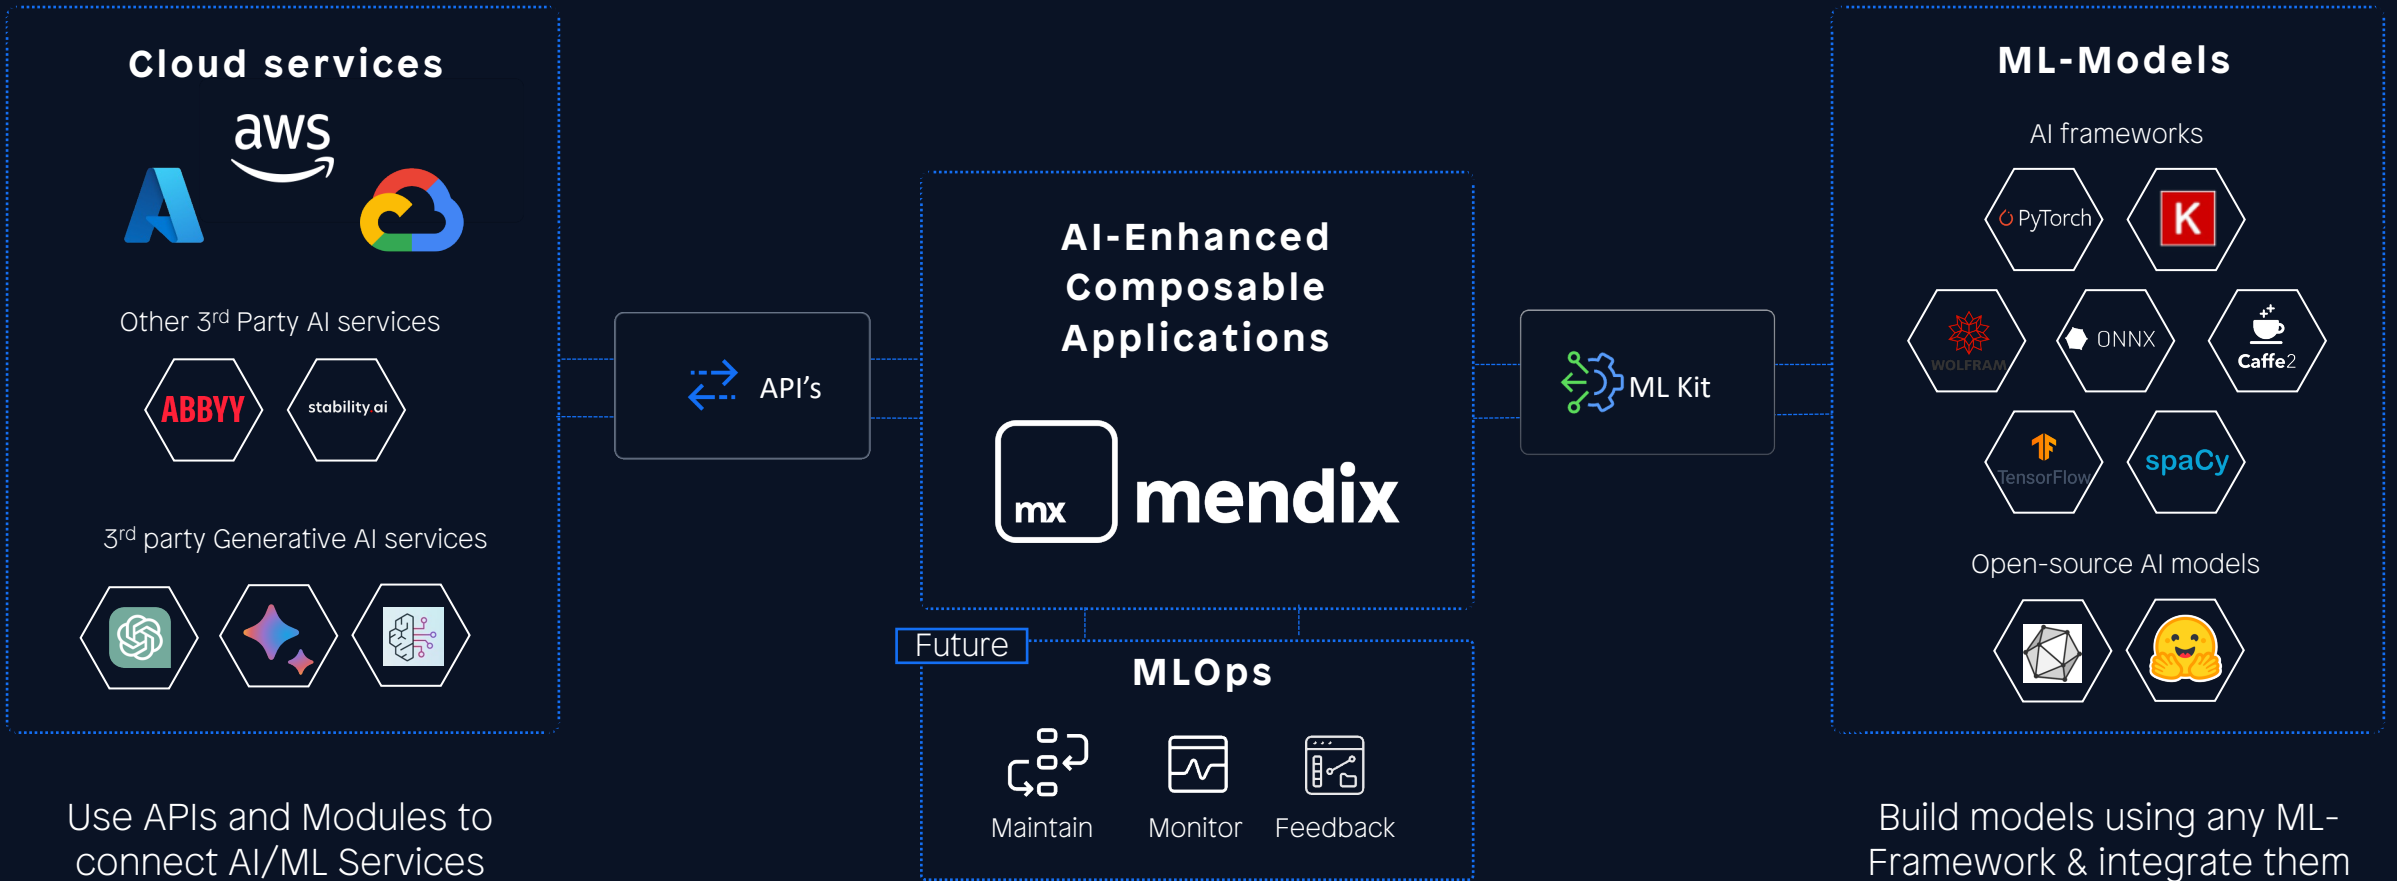 Cloud services
aws
Other 3rd Party AI services
ABBYY
stability.ai
3rd party Generative AI services
Use APIs and Modules to
connect AI/ML Services
API's
AI-Enhanced
Composable
Applications
mx
mendix
Future
MLOps
Maintain
Monitor
Feedback
ML Kit
ML-Models
AI frameworks
PyTorch
K
WOLFRAM
ONNX
Caffe2
TensorFlow
spaCy
Open-source AI models
Build models using any ML-
Framework & integrate them